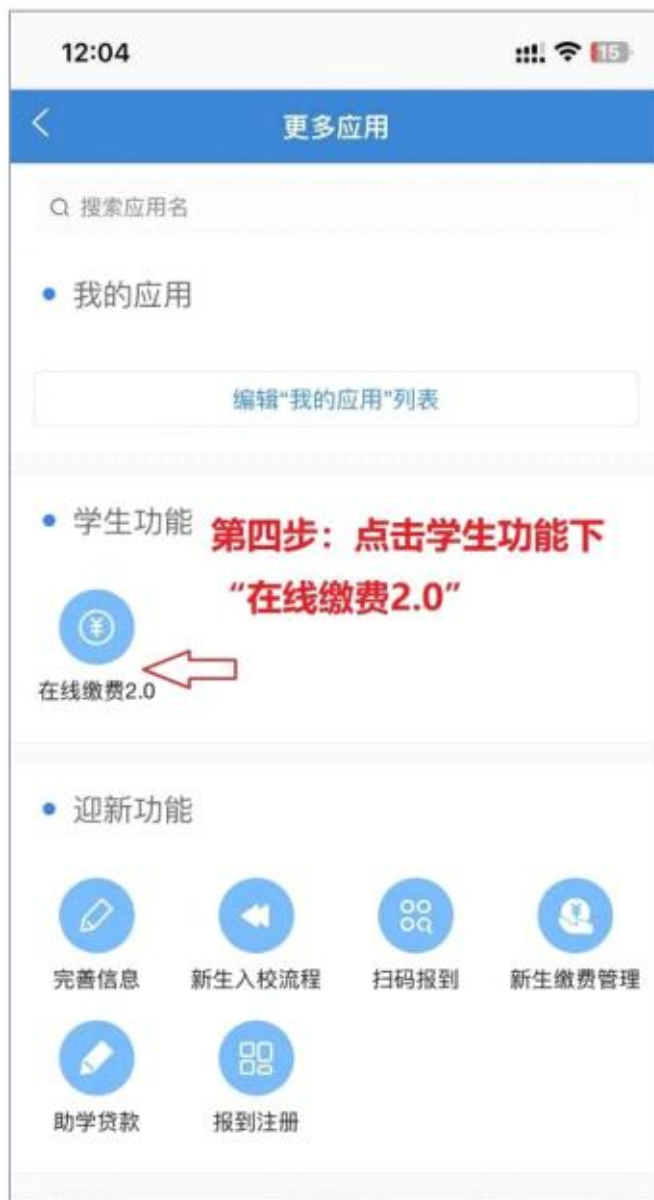 12:04
15
更多应用
搜索应用名
我的应用
编辑“我的应用”列表
学生功能
第四步：点击学生功能下
“在线缴费2.0”
在线缴费2.0
迎新功能
完善信息 新生入校流程 扫码报到 新生缴费管理
助学贷款 报到注册